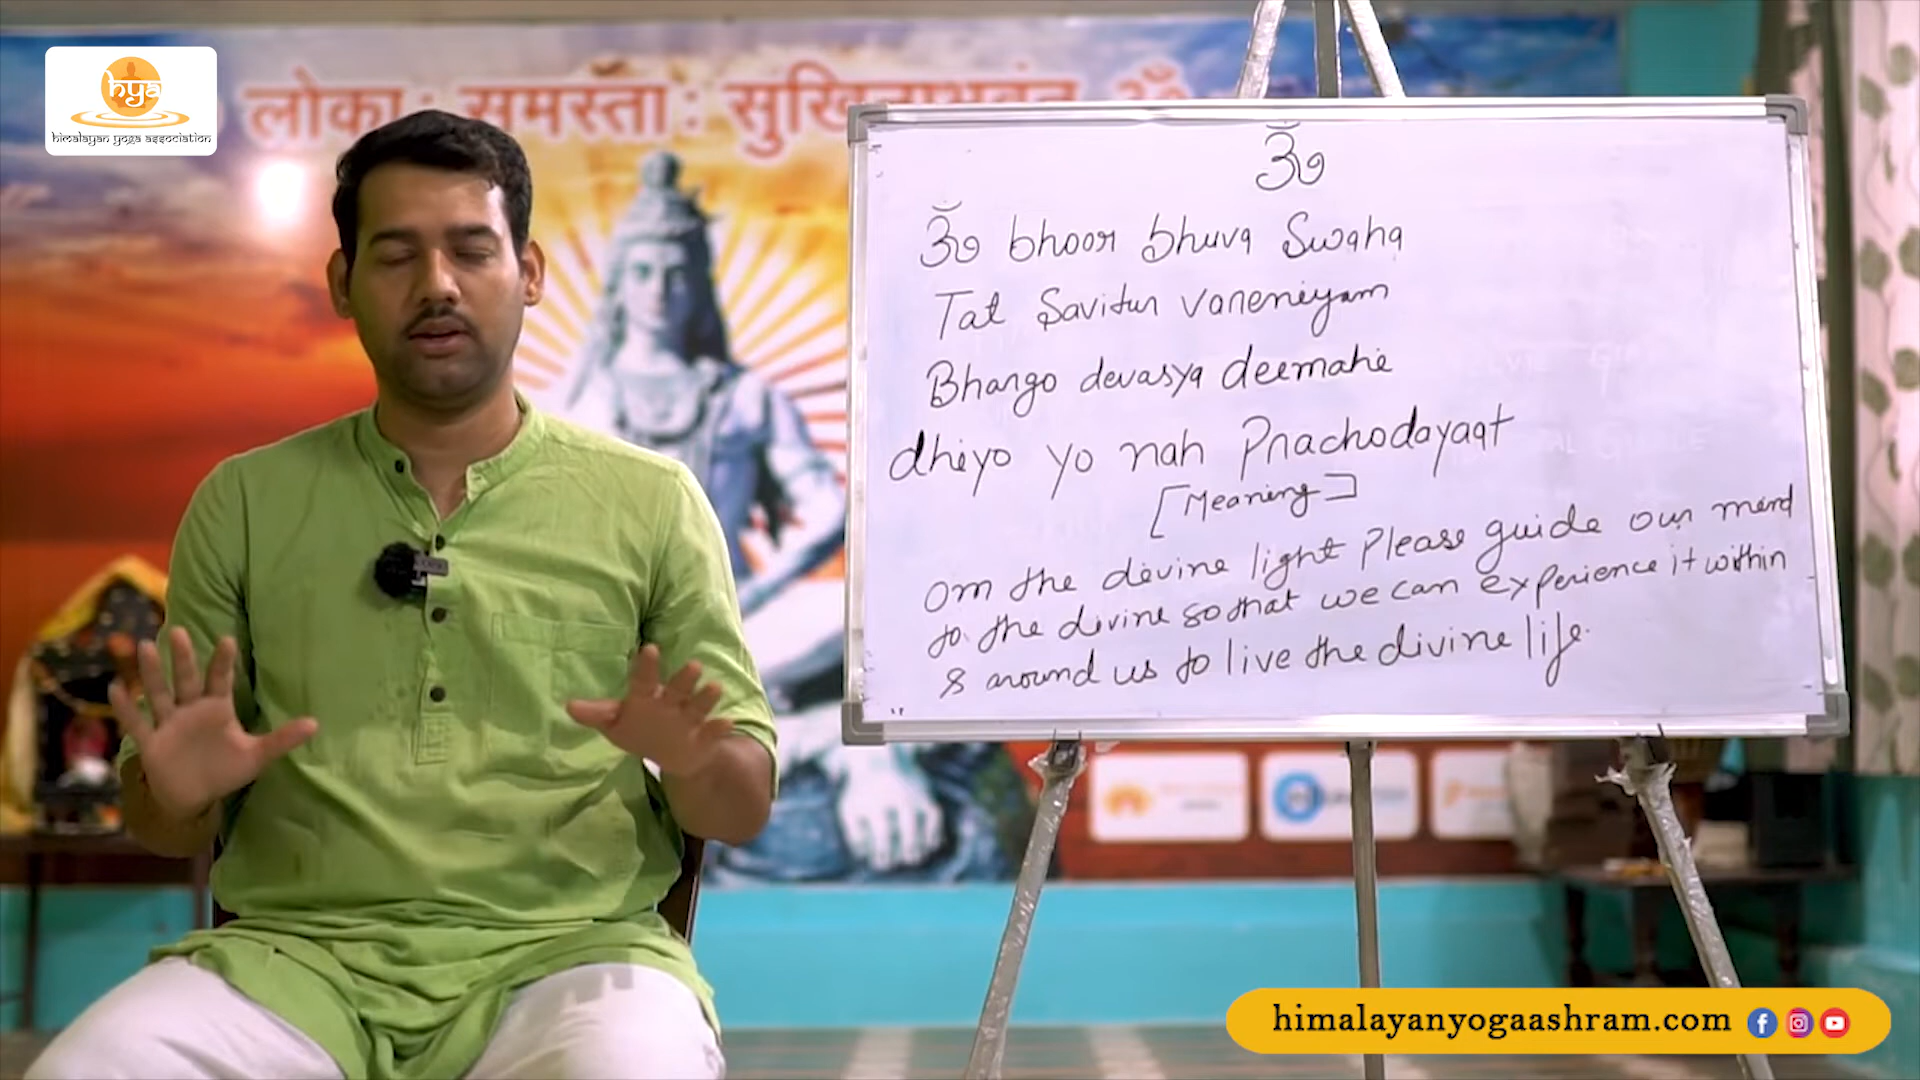 hya
himalayan yoga association
लोका: समस्ता: सुखिनोभवंतु ॐ
ॐ
ॐ bhoor bhuva Swaha
Tat Savitur vareniyam
Bhargo devasya deemahi
dhiyo yo nah Prachodayaat
[Meaning]
om the divine light Please guide our mind
to the divine so that we can experience it within
& around us to live the divine life.
himalayanyogaashram.com